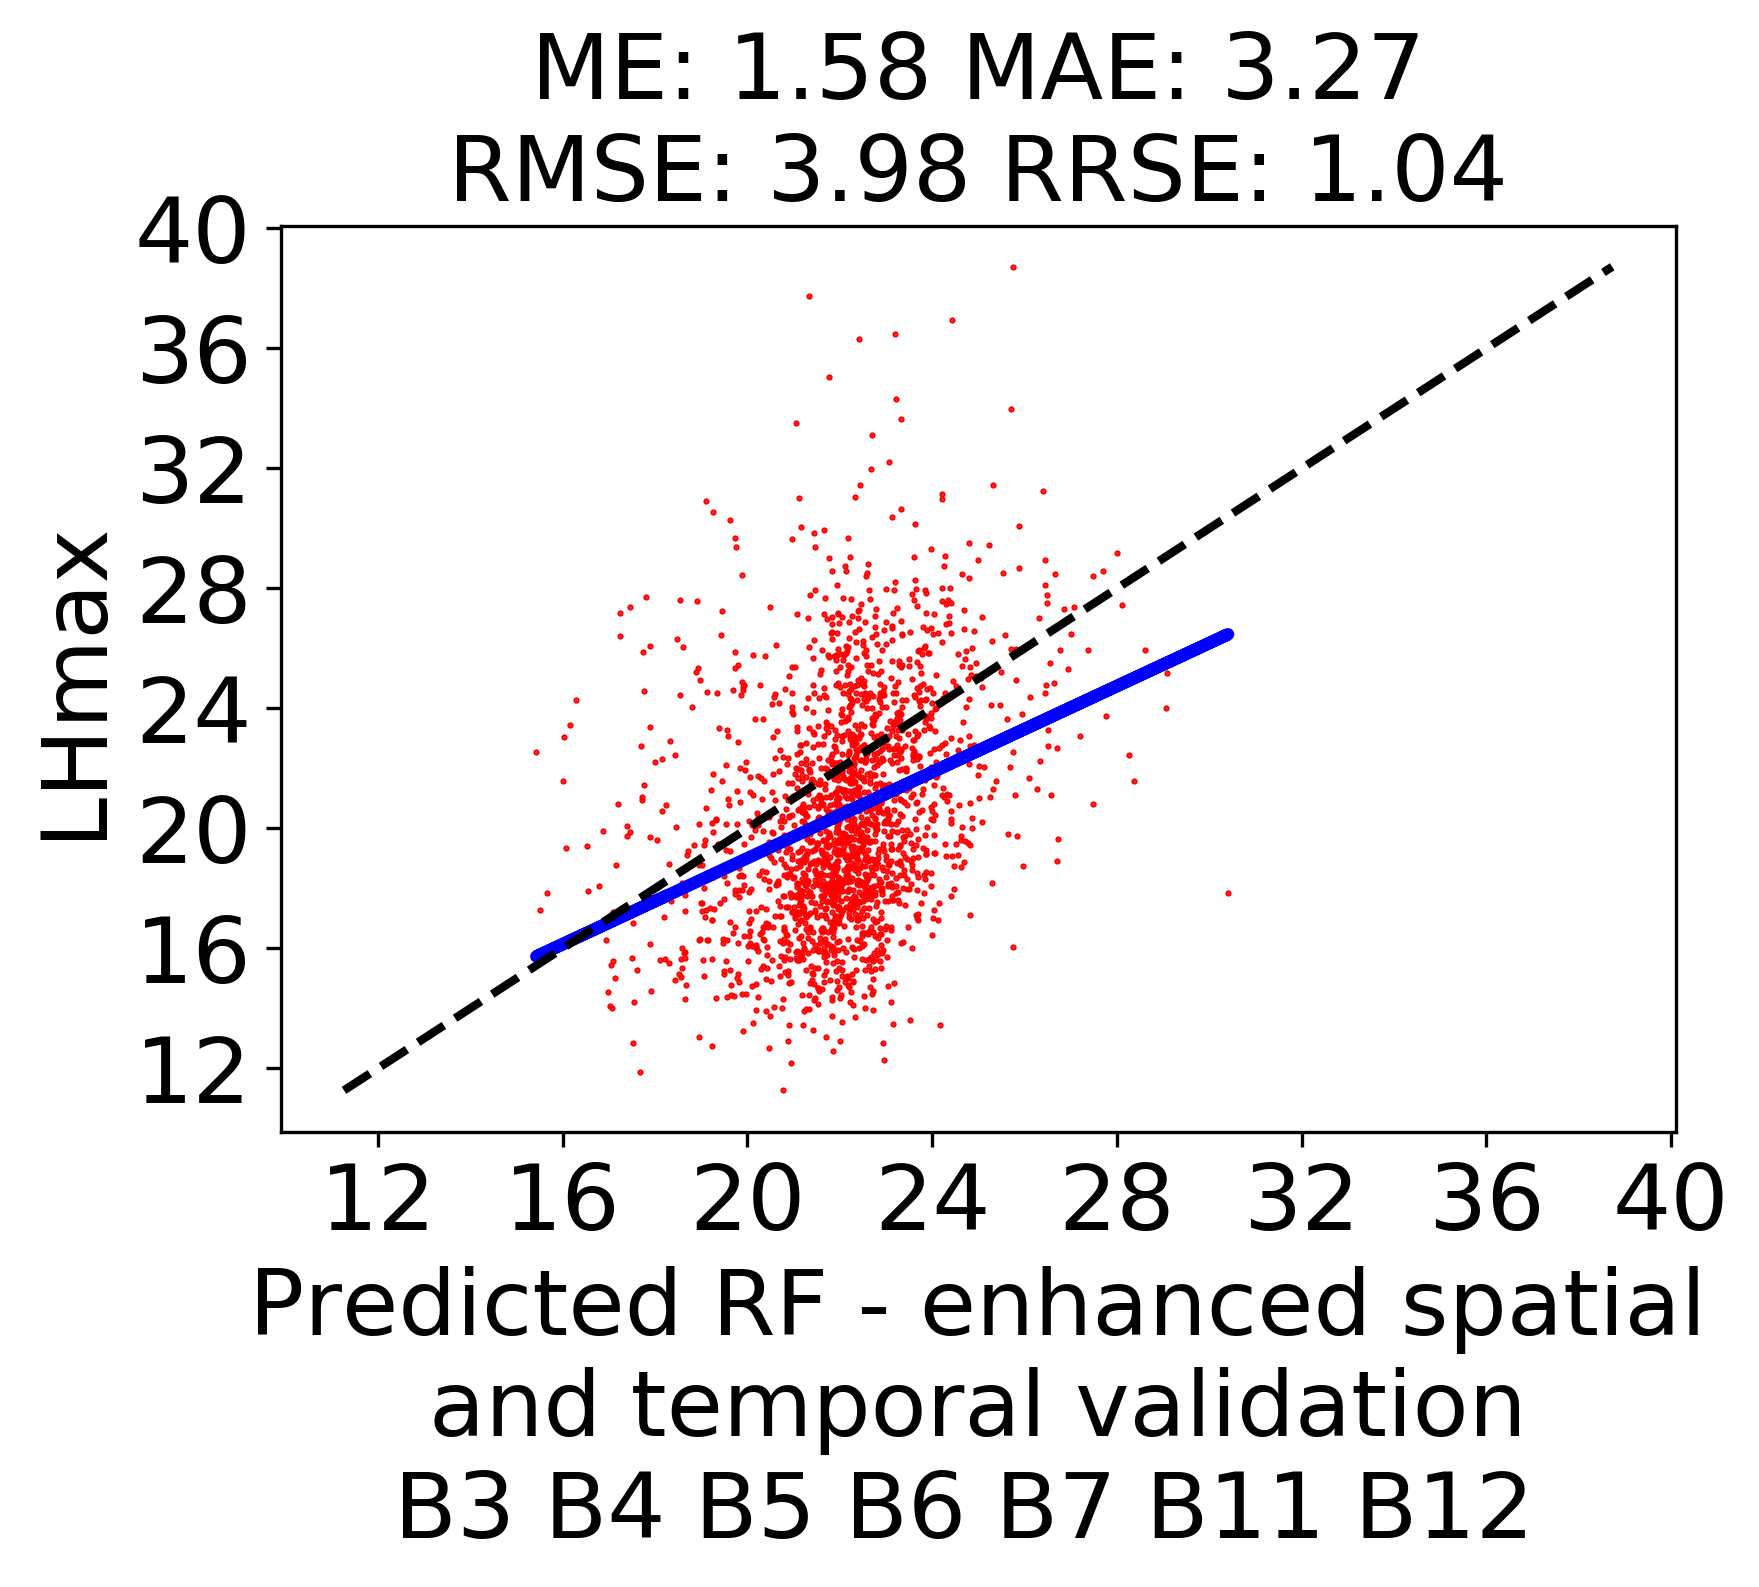 ME: 1.58 MAE: 3.27
RMSE: 3.98 RRSE: 1.04
40
36
32
28
24
20
16
12
LHmax
12 16 20 24 28 32 36 40
Predicted RF - enhanced spatial
and temporal validation
B3 B4 B5 B6 B7 B11 B12